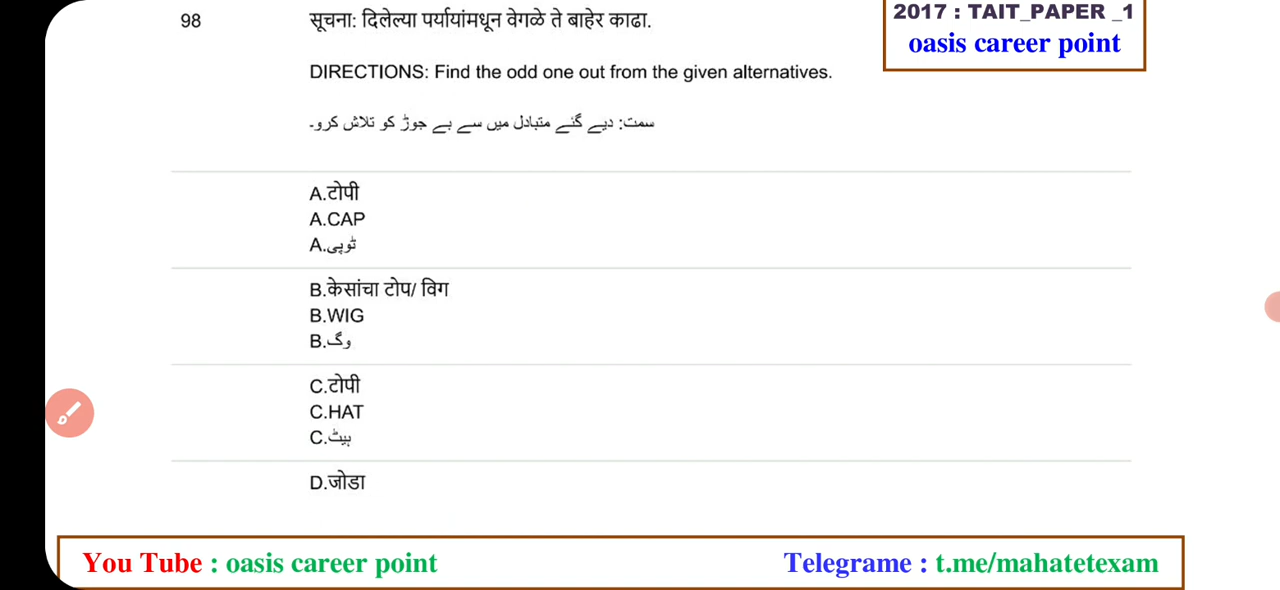 98
सूचना: दिलेल्या पर्यायांमधून वेगळे ते बाहेर काढा.
2017 : TAIT_PAPER _1
oasis career point
DIRECTIONS: Find the odd one out from the given alternatives.
سمت: دیے گئے متبادل میں سے بے جوڑ کو تلاش کرو۔
A.टोपी
A.CAP
A.ٹوپی
B.केसांचा टोप/ विग
B.WIG
B.وگ
C.टोपी
C.HAT
C.ہیٹ
D.जोडा
You Tube : oasis career point
Telegrame : t.me/mahatetexam